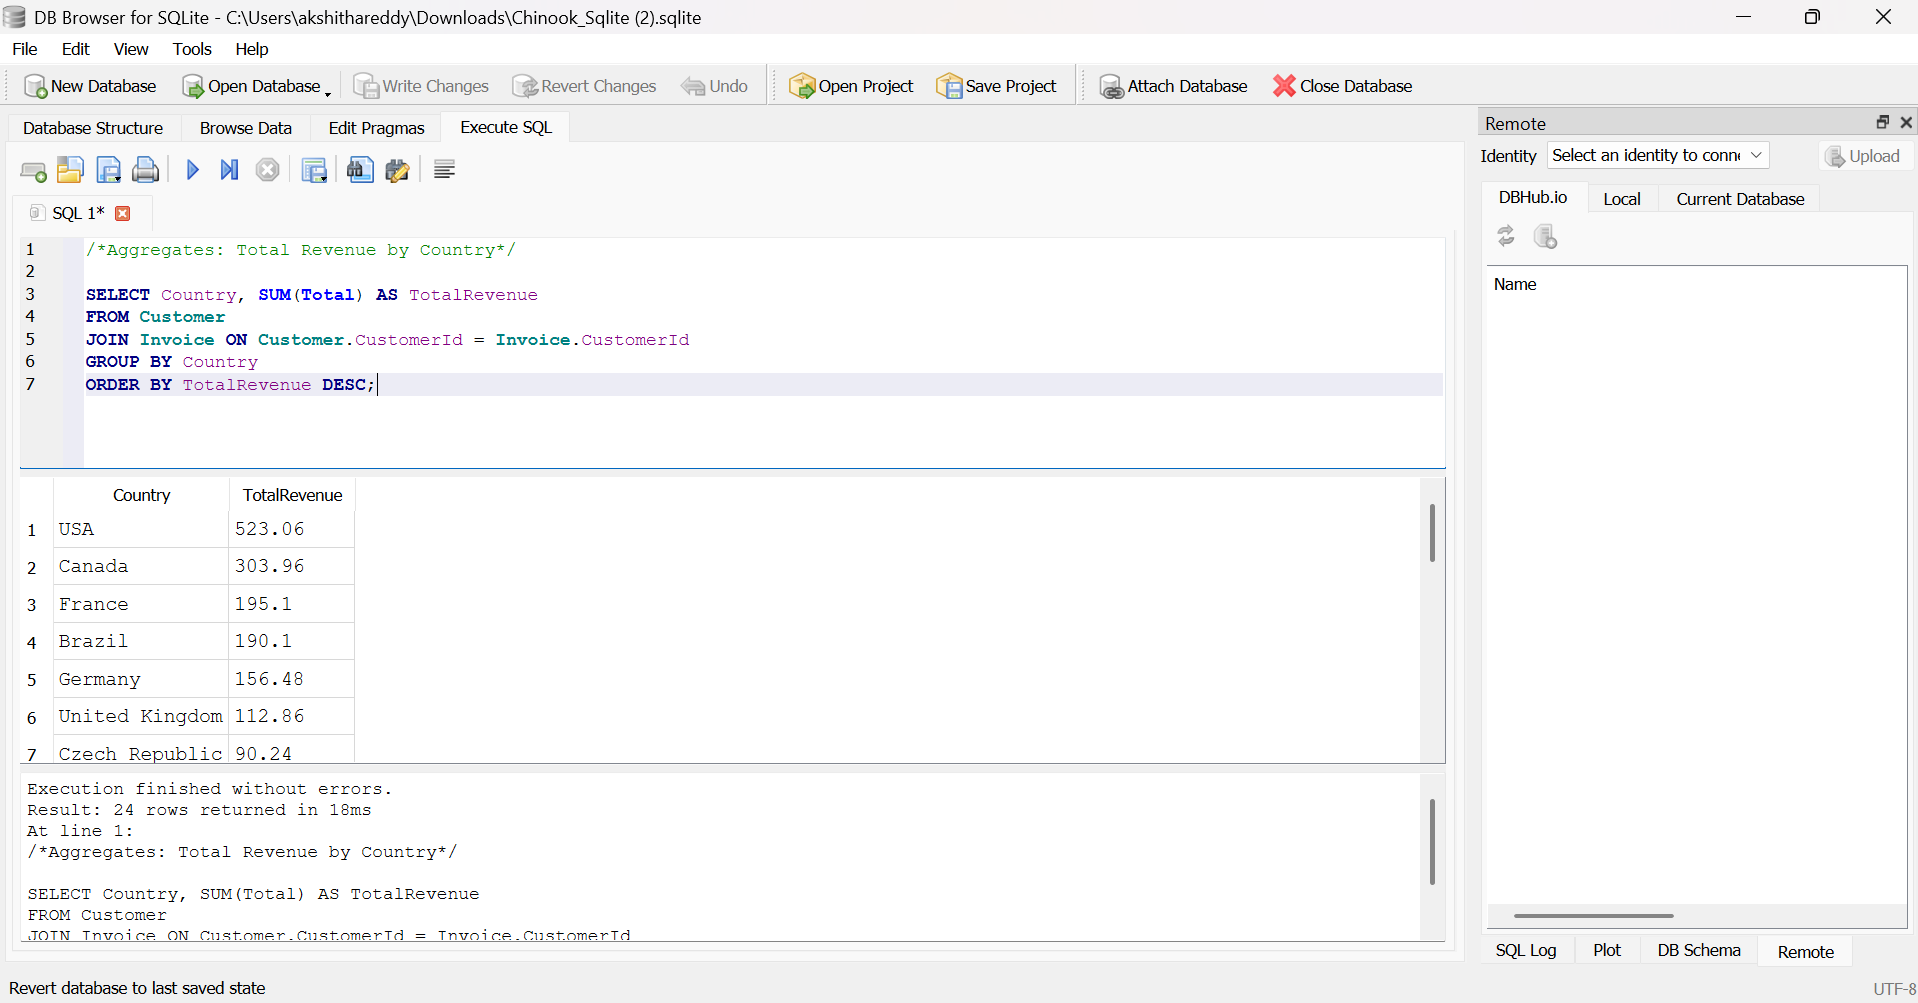 DB Browser for SQLite - C:\Users\akshithareddy\Downloads\Chinook_Sqlite (2).sqlite
File Edit View Tools Help
New Database Open Database Write Changes Revert Changes Undo Open Project Save Project Attach Database Close Database
Database Structure Browse Data Edit Pragmas Execute SQL
SQL 1*
1 /*Aggregates: Total Revenue by Country*/
2
3 SELECT Country, SUM(Total) AS TotalRevenue
4 FROM Customer
5 JOIN Invoice ON Customer.CustomerId = Invoice.CustomerId
6 GROUP BY Country
7 ORDER BY TotalRevenue DESC;
Country TotalRevenue
1 USA 523.06
2 Canada 303.96
3 France 195.1
4 Brazil 190.1
5 Germany 156.48
6 United Kingdom 112.86
7 Czech Republic 90.24
Execution finished without errors.
Result: 24 rows returned in 18ms
At line 1:
/*Aggregates: Total Revenue by Country*/
SELECT Country, SUM(Total) AS TotalRevenue
FROM Customer
JOIN Invoice ON Customer.CustomerId = Invoice.CustomerId
Remote
Identity Select an identity to conne Upload
DBHub.io Local Current Database
Name
SQL Log Plot DB Schema Remote
Revert database to last saved state
UTF-8